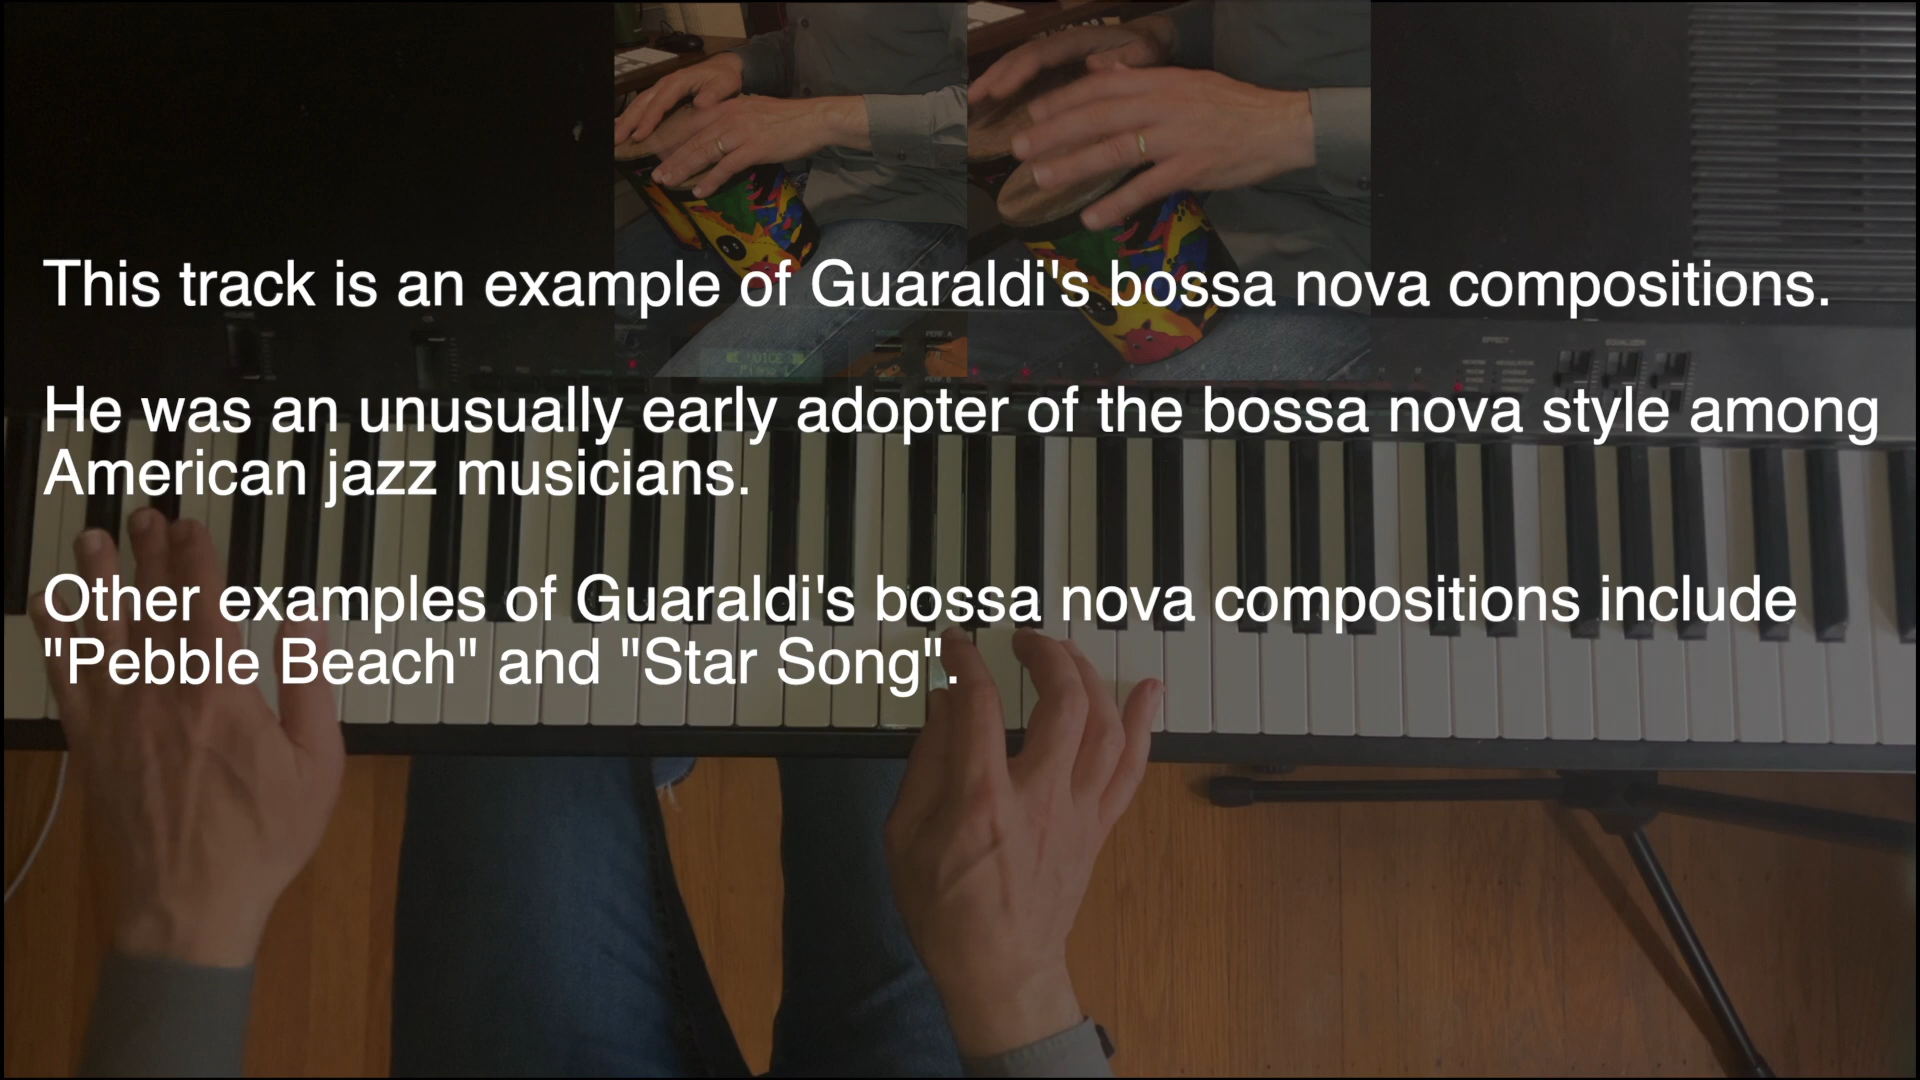 This track is an example of Guaraldi's bossa nova compositions.
He was an unusually early adopter of the bossa nova style among
American jazz musicians.
Other examples of Guaraldi's bossa nova compositions include
"Pebble Beach" and "Star Song".